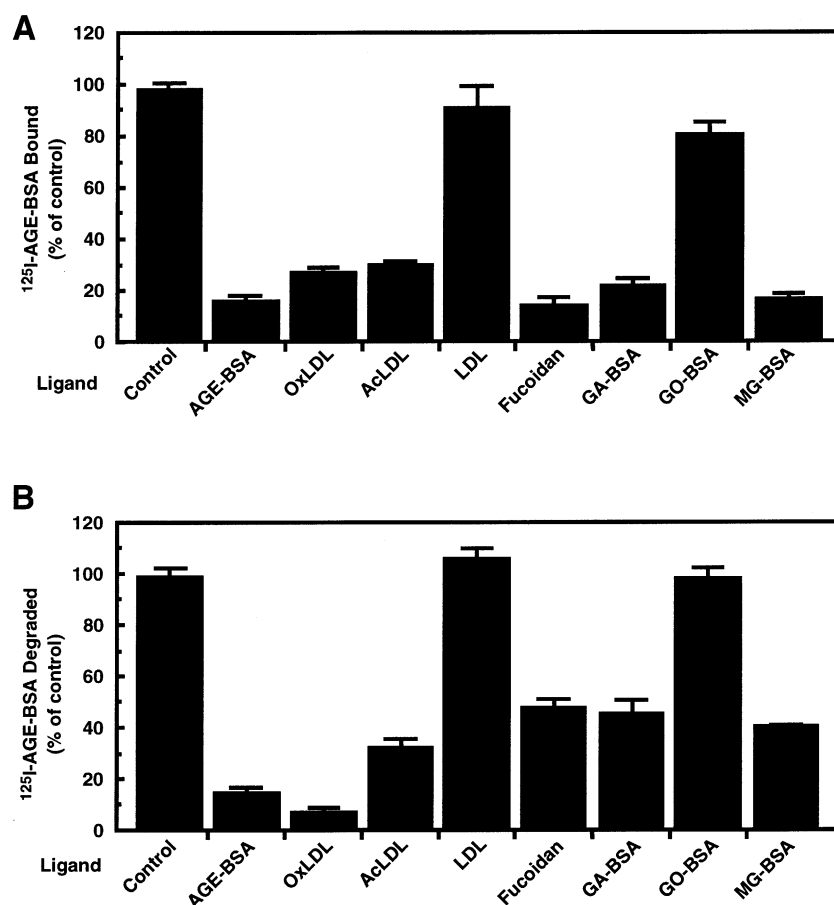 A
120
100
80
60
40
20
0
125I-AGE-BSA Bound
(% of control)
Ligand
Control
AGE-BSA
OxLDL
AcLDL
LDL
Fucoidan
GA-BSA
GO-BSA
MG-BSA
B
120
100
80
60
40
20
0
125I-AGE-BSA Degraded
(% of control)
Ligand
Control
AGE-BSA
OxLDL
AcLDL
LDL
Fucoidan
GA-BSA
GO-BSA
MG-BSA